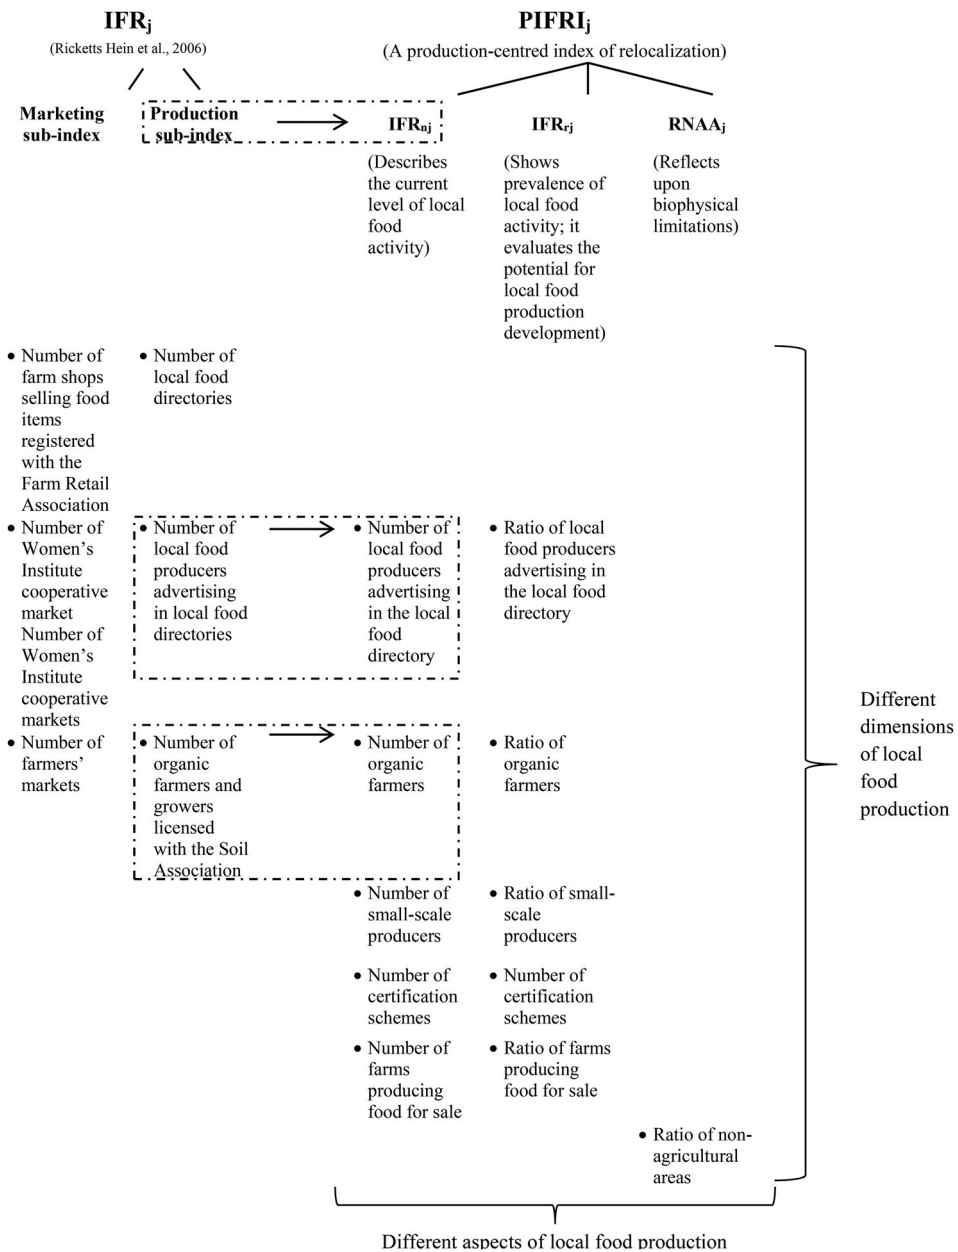 IFRj
(Ricketts Hein et al., 2006)
Marketing
sub-index
Production
sub-index
PIFRIj
(A production-centred index of relocalization)
IFRnj
(Describes
the current
level of local
food
activity)
IFRrj
(Shows
prevalence of
local food
activity; it
evaluates the
potential for
local food
production
development)
RNAAj
(Reflects
upon
biophysical
limitations)
• Number of
farm shops
selling food
items
registered
with the
Farm Retail
Association
• Number of
local food
directories
• Number of
Women's
Institute
cooperative
market
Number of
Women's
Institute
cooperative
markets
• Number of
local food
producers
advertising
in local food
directories
• Number of
local food
producers
advertising
in the local
food
directory
• Ratio of local
food producers
advertising in
the local food
directory
• Number of
farmers'
markets
• Number of
organic
farmers and
growers
licensed
with the Soil
Association
• Number of
organic
farmers
• Ratio of
organic
farmers
• Number of
small-scale
producers
• Ratio of small-
scale
producers
• Number of
certification
schemes
• Number of
certification
schemes
• Number of
farms
producing
food for sale
• Ratio of farms
producing
food for sale
• Ratio of non-
agricultural
areas
Different
dimensions
of local
food
production
Different aspects of local food production